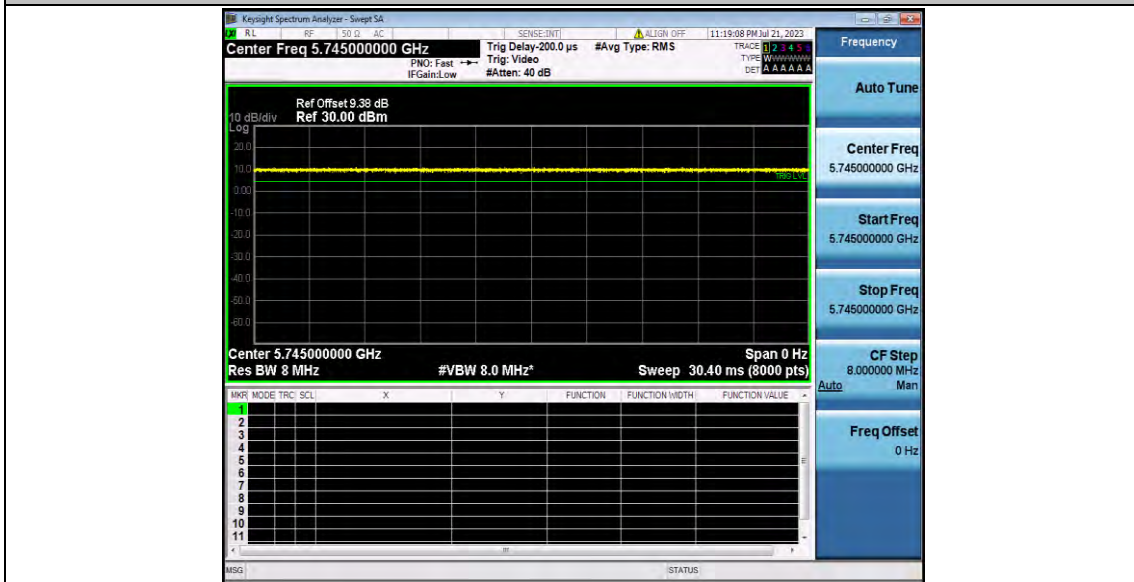 Keysight Spectrum Analyzer - Swept SA
RL RF 50 Ω AC SENSE:INT ALIGN OFF 11:19:08 PM Jul 21, 2023
Center Freq 5.745000000 GHz Trig Delay-200.0 µs #Avg Type: RMS TRACE 1 2 3 4 5 6
PNO: Fast Trig: Video TYPE WWWWWW
IFGain:Low #Atten: 40 dB DET A A A A A A
Frequency
Auto Tune
Ref Offset 9.38 dB
10 dB/div Ref 30.00 dBm
Log
20.0
10.0
TRIG LVL
0.00
-10.0
-20.0
-30.0
-40.0
-50.0
-60.0
Center 5.745000000 GHz Span 0 Hz
Res BW 8 MHz #VBW 8.0 MHz* Sweep 30.40 ms (8000 pts)
Center Freq
5.745000000 GHz
Start Freq
5.745000000 GHz
Stop Freq
5.745000000 GHz
CF Step
8.000000 MHz
Auto Man
Freq Offset
0 Hz
MKR MODE TRC SCL X Y FUNCTION FUNCTION WIDTH FUNCTION VALUE
1
2
3
4
5
6
7
8
9
10
11
MSG STATUS